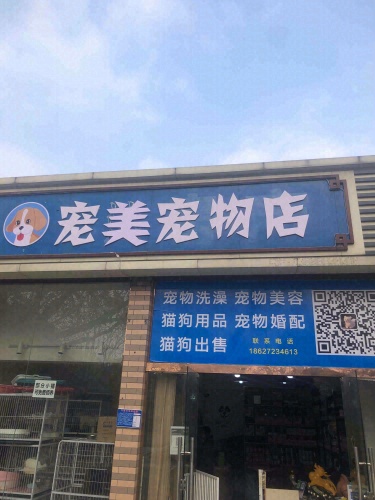 宠美宠物店
宠物洗澡 宠物美容
猫狗用品 宠物婚配
猫狗出售
联系电话
18627234613